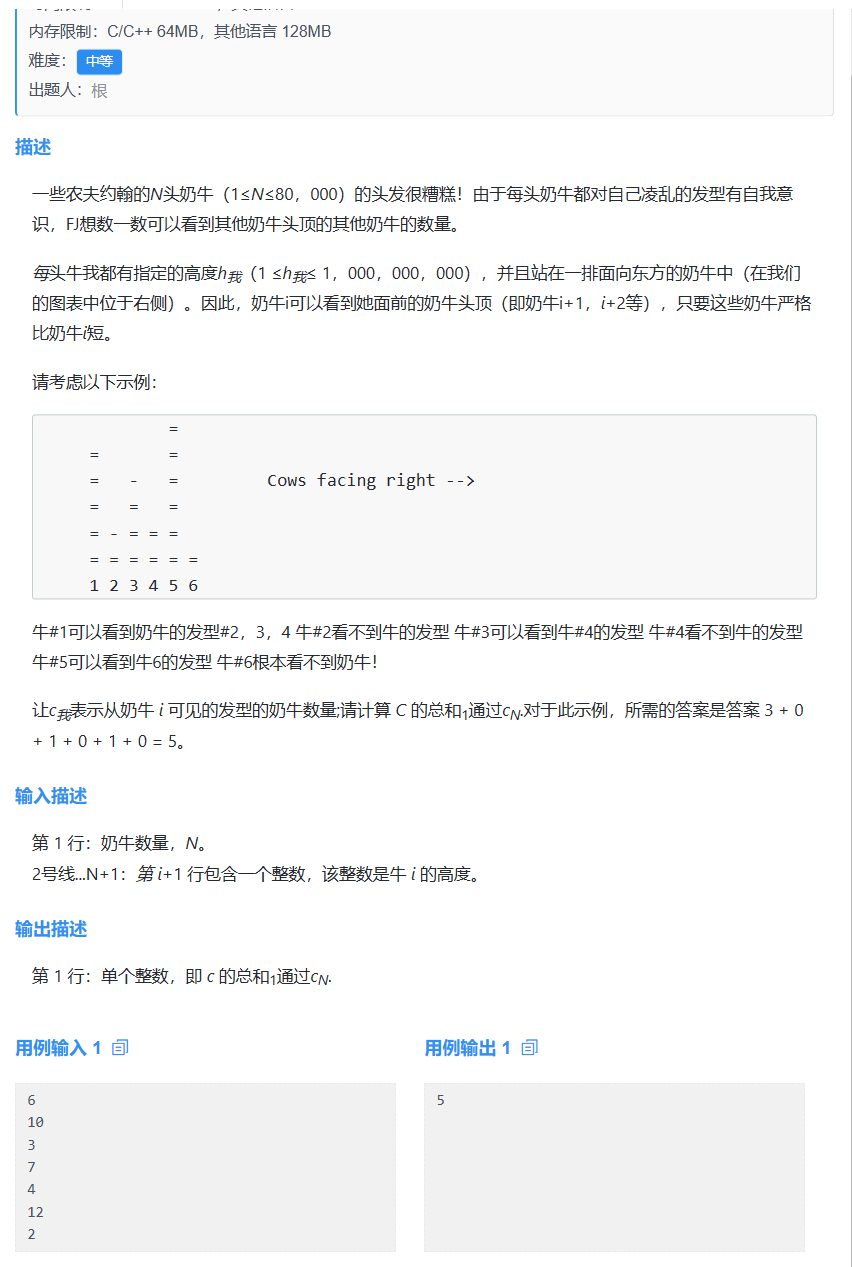 内存限制：C/C++ 64MB，其他语言 128MB
难度： 中等
出题人：根
描述
一些农夫约翰的N头奶牛（1≤N≤80，000）的头发很糟糕！由于每头奶牛都对自己凌乱的发型有自我意
识，FJ想数一数可以看到其他奶牛头顶的其他奶牛的数量。
每头牛我都有指定的高度h我（1 ≤h我≤ 1，000，000，000），并且站在一排面向东方的奶牛中（在我们
的图表中位于右侧）。因此，奶牛i可以看到她面前的奶牛头顶（即奶牛i+1，i+2等），只要这些奶牛严格
比奶牛i短。
请考虑以下示例：
=
= =
= - = Cows facing right -->
= = =
= - = = =
= = = = = =
1 2 3 4 5 6
牛#1可以看到奶牛的发型#2，3，4 牛#2看不到牛的发型 牛#3可以看到牛#4的发型 牛#4看不到牛的发型
牛#5可以看到牛6的发型 牛#6根本看不到奶牛！
让c我表示从奶牛 i 可见的发型的奶牛数量;请计算 C 的总和1通过cN.对于此示例，所需的答案是答案 3 + 0
+ 1 + 0 + 1 + 0 = 5。
输入描述
第 1 行：奶牛数量，N。
2号线...N+1：第 i+1 行包含一个整数，该整数是牛 i 的高度。
输出描述
第 1 行：单个整数，即 c 的总和1通过cN.
用例输入 1 用例输出 1
6 5
10
3
7
4
12
2